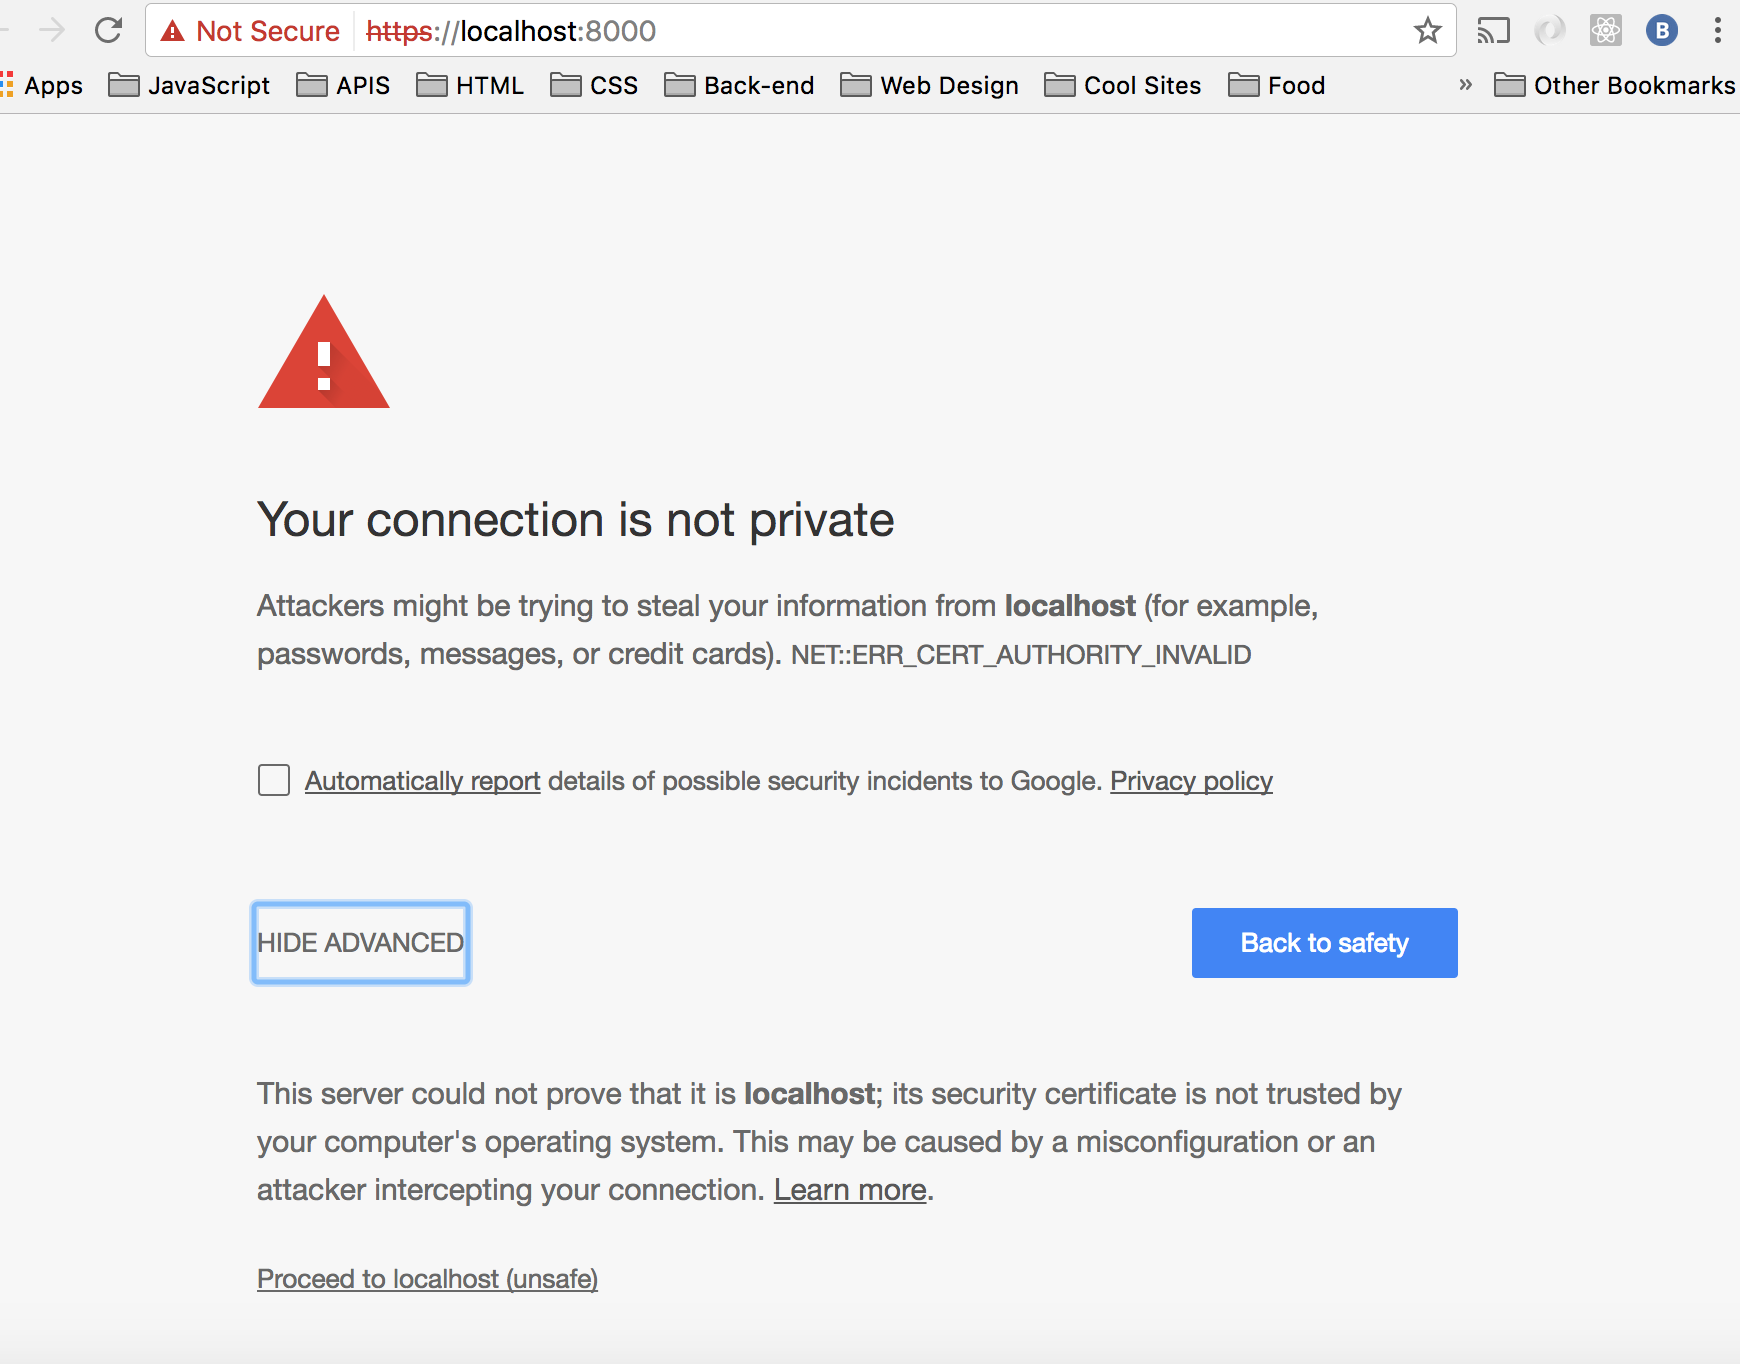 Not Secure https://localhost:8000
B
Apps JavaScript APIS HTML CSS Back-end Web Design Cool Sites Food » Other Bookmarks
Your connection is not private
Attackers might be trying to steal your information from localhost (for example,
passwords, messages, or credit cards). NET::ERR_CERT_AUTHORITY_INVALID
Automatically report details of possible security incidents to Google. Privacy policy
HIDE ADVANCED
Back to safety
This server could not prove that it is localhost; its security certificate is not trusted by
your computer's operating system. This may be caused by a misconfiguration or an
attacker intercepting your connection. Learn more.
Proceed to localhost (unsafe)